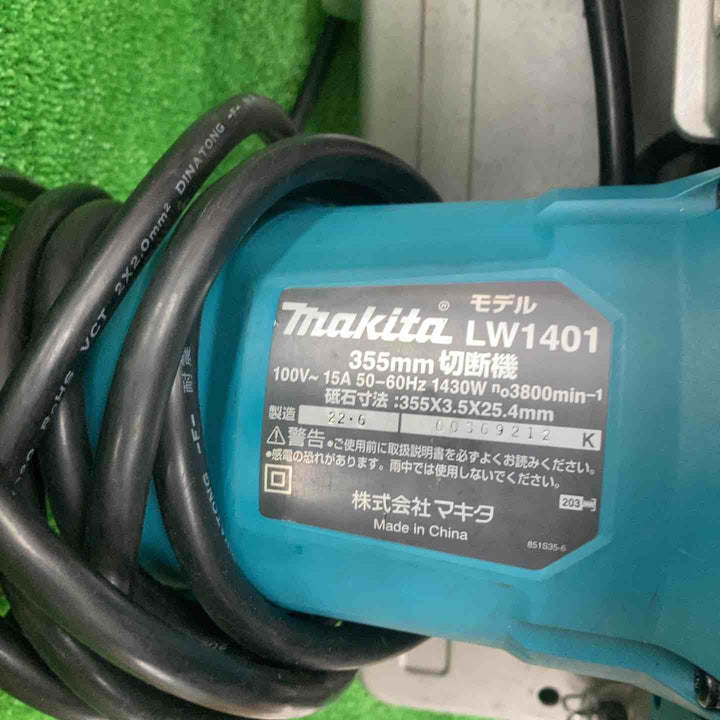 makita® モデル LW1401
355mm 切断機
100V~ 15A 50-60Hz 1430W n₀3800min-1
砥石寸法:355X3.5X25.4mm
製造 22・6 00369212 K
⚠警告 •ご使用前に取扱説明書を必ずよくお読みください。
•感電の恐れがあります。雨中では使用しないでください。
203
株式会社 マキタ
Made in China
851S35-6
RoHS VCT 2X2.0mm² DINATONG
-F- 耐